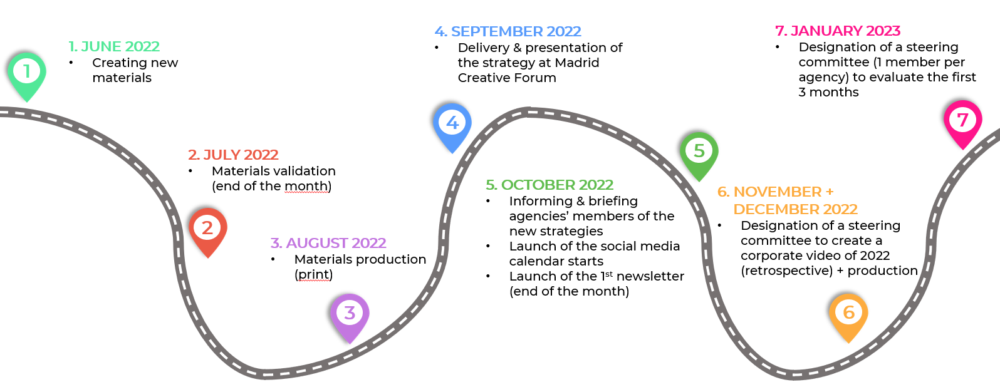 1
1. JUNE 2022
• Creating new
materials
2. JULY 2022
• Materials validation
(end of the month)
2
3. AUGUST 2022
• Materials production
(print)
3
4. SEPTEMBER 2022
• Delivery & presentation of
the strategy at Madrid
Creative Forum
4
5
5. OCTOBER 2022
• Informing & briefing
agencies’ members of the
new strategies
• Launch of the social media
calendar starts
• Launch of the 1st newsletter
(end of the month)
6. NOVEMBER +
DECEMBER 2022
• Designation of a steering
committee to create a
corporate video of 2022
(retrospective) + production
6
7. JANUARY 2023
• Designation of a steering
committee (1 member per
agency) to evaluate the first
3 months
7